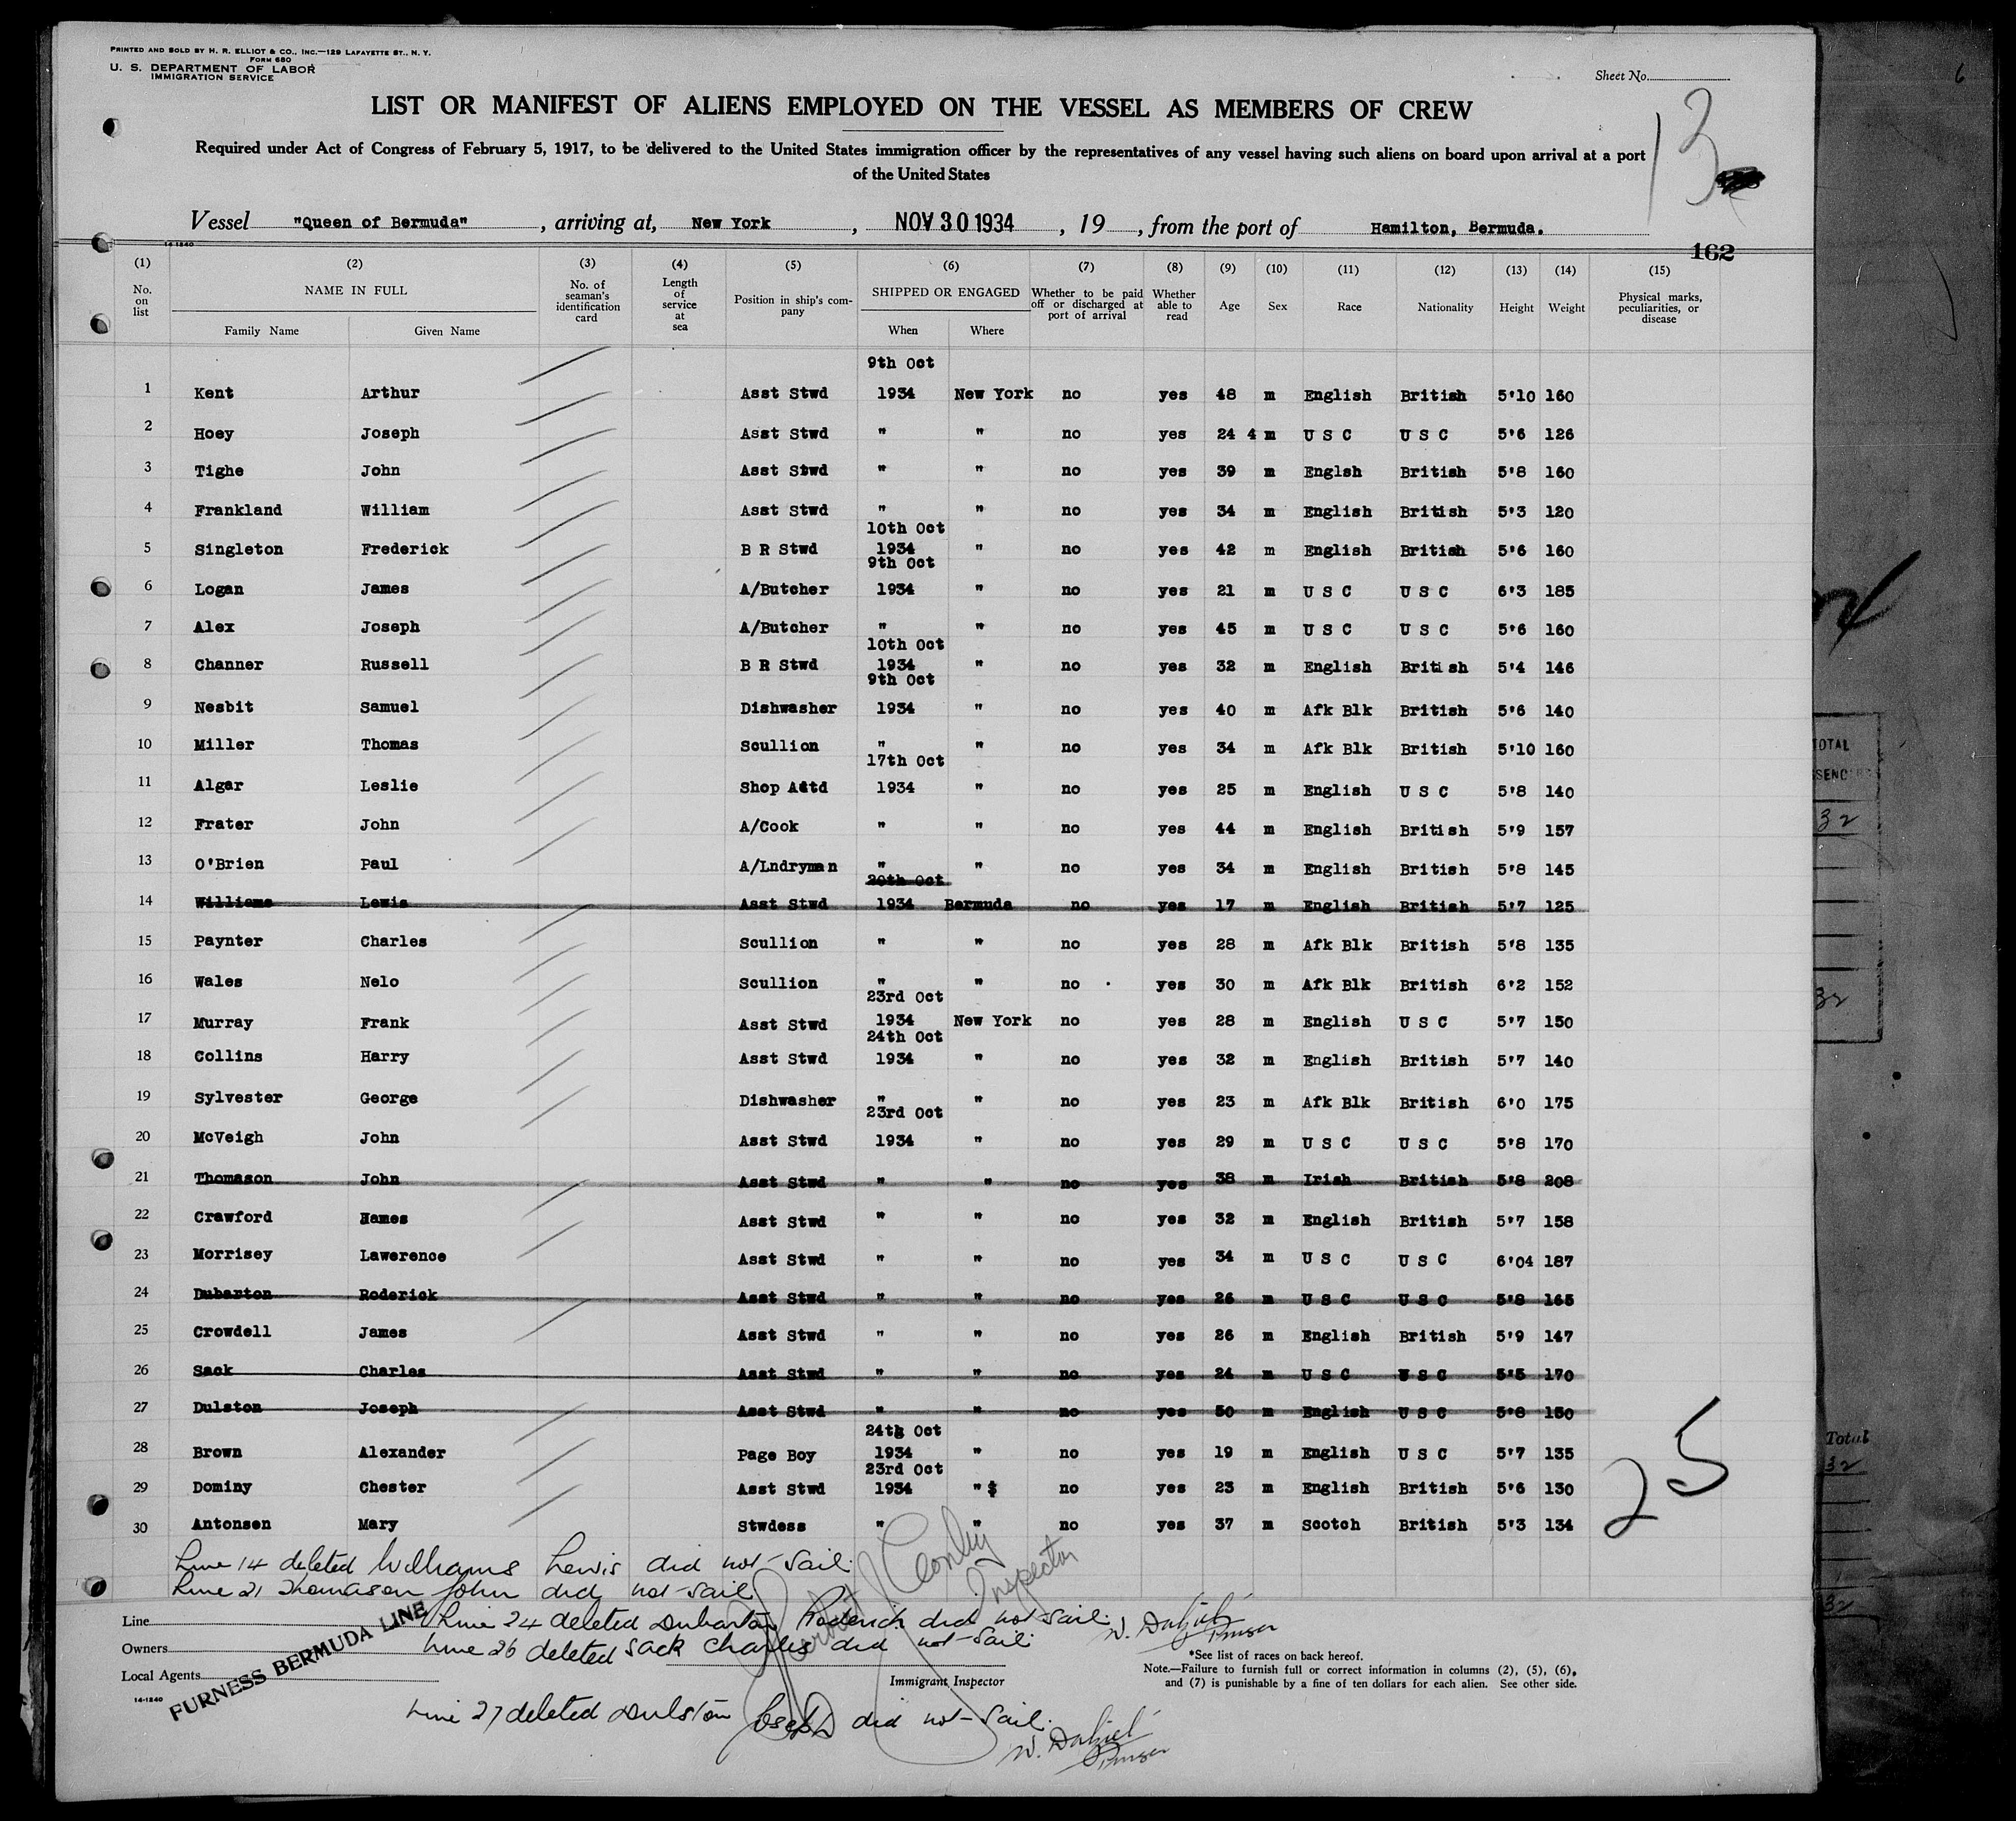 PRINTED AND SOLD BY H. R. ELLIOT & CO., INC.—129 LAFAYETTE ST., N. Y.
FORM 680
U. S. DEPARTMENT OF LABOR
IMMIGRATION SERVICE
Sheet No.
LIST OR MANIFEST OF ALIENS EMPLOYED ON THE VESSEL AS MEMBERS OF CREW
13
Required under Act of Congress of February 5, 1917, to be delivered to the United States immigration officer by the representatives of any vessel having such aliens on board upon arrival at a port
of the United States
Vessel "Queen of Bermuda" , arriving at, New York , NOV 30 1934 , 19 , from the port of Hamilton, Bermuda.
14-1240
162
(1) (2) (3) (4) (5) (6) (7) (8) (9) (10) (11) (12) (13) (14) (15)
No. on list NAME IN FULL Family Name Given Name No. of seaman's identification card Length of service at sea Position in ship's company SHIPPED OR ENGAGED When Where Whether to be paid off or discharged at port of arrival Whether able to read Age Sex Race Nationality Height Weight Physical marks, peculiarities, or disease
9th Oct
1 Kent Arthur Asst Stwd 1934 New York no yes 48 m English British 5'10 160
2 Hoey Joseph Asst Stwd " " no yes 24 4 m U S C U S C 5'6 126
3 Tighe John Asst Stwd " " no yes 39 m Englsh British 5'8 160
4 Frankland William Asst Stwd " " no yes 34 m English British 5'3 120
10th Oct
5 Singleton Frederick B R Stwd 1934 " no yes 42 m English British 5'6 160
9th Oct
6 Logan James A/Butcher 1934 " no yes 21 m U S C U S C 6'3 185
7 Alex Joseph A/Butcher " " no yes 45 m U S C U S C 5'6 160
10th Oct
8 Channer Russell B R Stwd 1934 " no yes 32 m English British 5'4 146
9th Oct
9 Nesbit Samuel Dishwasher 1934 " no yes 40 m Afk Blk British 5'6 140
10 Miller Thomas Scullion " " no yes 34 m Afk Blk British 5'10 160
17th Oct
11 Algar Leslie Shop Attd 1934 " no yes 25 m English U S C 5'8 140
12 Frater John A/Cook " " no yes 44 m English British 5'9 157
13 O'Brien Paul A/Lndryman " " no yes 34 m English British 5'8 145
20th Oct
14 Williams Lewis Asst Stwd 1934 Bermuda no yes 17 m English British 5'7 125
15 Paynter Charles Scullion " " no yes 28 m Afk Blk British 5'8 135
16 Wales Nelo Scullion " " no yes 30 m Afk Blk British 6'2 152
23rd Oct
17 Murray Frank Asst Stwd 1934 New York no yes 28 m English U S C 5'7 150
24th Oct
18 Collins Harry Asst Stwd 1934 " no yes 32 m English British 5'7 140
19 Sylvester George Dishwasher " " no yes 23 m Afk Blk British 6'0 175
23rd Oct
20 McVeigh John Asst Stwd 1934 " no yes 29 m U S C U S C 5'8 170
21 Thomason John Asst Stwd " " no yes 38 m Irish British 5'8 208
22 Crawford Hames Asst Stwd " " no yes 32 m English British 5'7 158
23 Morrisey Lawerence Asst Stwd " " no yes 34 m U S C U S C 6'04 187
24 Dubarton Roderick Asst Stwd " " no yes 26 m U S C U S C 5'8 165
25 Crowdell James Asst Stwd " " no yes 26 m English British 5'9 147
26 Sack Charles Asst Stwd " " no yes 24 m U S C U S C 5'5 170
27 Dulston Joseph Asst Stwd " " no yes 50 m English U S C 5'8 150
24th Oct
28 Brown Alexander Page Boy 1934 " no yes 19 m English U S C 5'7 135
23rd Oct
29 Dominy Chester Asst Stwd 1934 " $ no yes 23 m English British 5'6 130
30 Antonsen Mary Stwdess " " no yes 37 m Scotch British 5'3 134
25
Line 14 deleted Williams Lewis did not sail.
Line 21 Thomason John did not sail
Line 24 deleted Dubarton Roderick did not sail.
Line 26 deleted Sack Charles did not sail.
Line 27 deleted Dulston Joseph did not sail.
Inspector
W. Dalziel
Purser
Line
Owners
Local Agents
FURNESS BERMUDA LINE
14-1240
Immigrant Inspector
*See list of races on back hereof.
Note.—Failure to furnish full or correct information in columns (2), (5), (6), and (7) is punishable by a fine of ten dollars for each alien. See other side.
W. Dalziel
Purser
6
TOTAL
32
32
Total
32
32